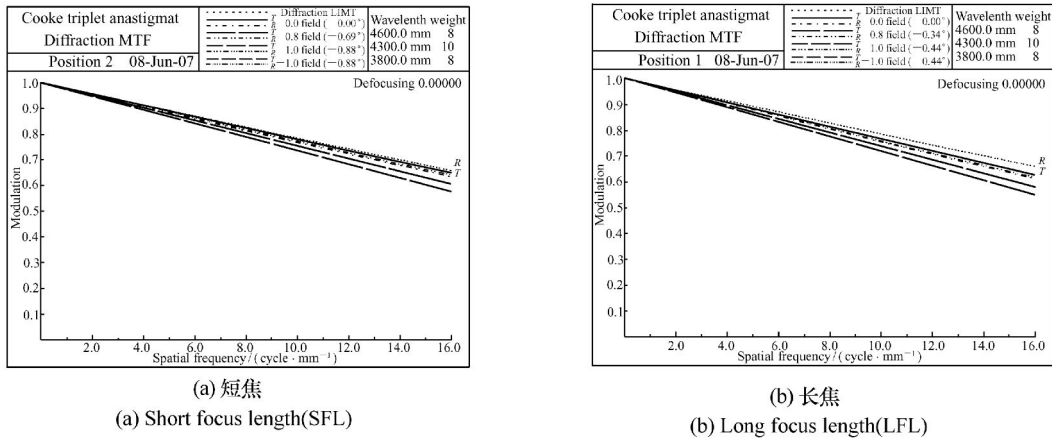 Cooke triplet anastigmat
Diffraction MTF
Position 2 08-Jun-07
Diffraction LIMT
T
R 0.0 field ( 0.00°)
T
R 0.8 field (−0.69°)
T
R 1.0 field (−0.88°)
T
R −1.0 field (−0.88°)
Wavelenth weight
4600.0 mm 8
4300.0 mm 10
3800.0 mm 8
Defocusing 0.00000
1.0
0.9
0.8
0.7
0.6
0.5
0.4
0.3
0.2
0.1
Modulation
R
T
2.0 4.0 6.0 8.0 10.0 12.0 14.0 16.0
Spatial frequency/(cycle·mm⁻¹)
(a) 短焦
(a) Short focus length(SFL)
Cooke triplet anastigmat
Diffraction MTF
Position 1 08-Jun-07
Diffraction LIMT
T
R 0.0 field ( 0.00°)
T
R 0.8 field (−0.34°)
T
R 1.0 field (−0.44°)
T
R −1.0 field ( 0.44°)
Wavelenth weight
4600.0 mm 8
4300.0 mm 10
3800.0 mm 8
Defocusing 0.00000
1.0
0.9
0.8
0.7
0.6
0.5
0.4
0.3
0.2
0.1
Modulation
R
T
2.0 4.0 6.0 8.0 10.0 12.0 14.0 16.0
Spatial frequency/(cycle·mm⁻¹)
(b) 长焦
(b) Long focus length(LFL)